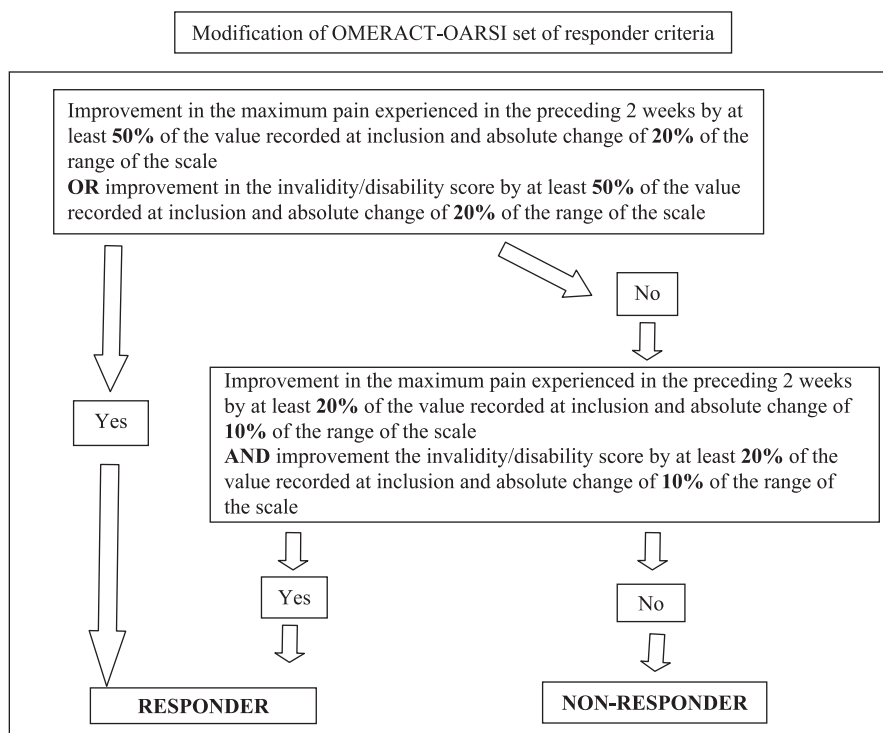 Modification of OMERACT-OARSI set of responder criteria
Improvement in the maximum pain experienced in the preceding 2 weeks by at
least 50% of the value recorded at inclusion and absolute change of 20% of the
range of the scale
OR improvement in the invalidity/disability score by at least 50% of the value
recorded at inclusion and absolute change of 20% of the range of the scale
No
Improvement in the maximum pain experienced in the preceding 2 weeks
by at least 20% of the value recorded at inclusion and absolute change of
10% of the range of the scale
AND improvement the invalidity/disability score by at least 20% of the
value recorded at inclusion and absolute change of 10% of the range of
the scale
Yes
Yes
No
RESPONDER
NON-RESPONDER